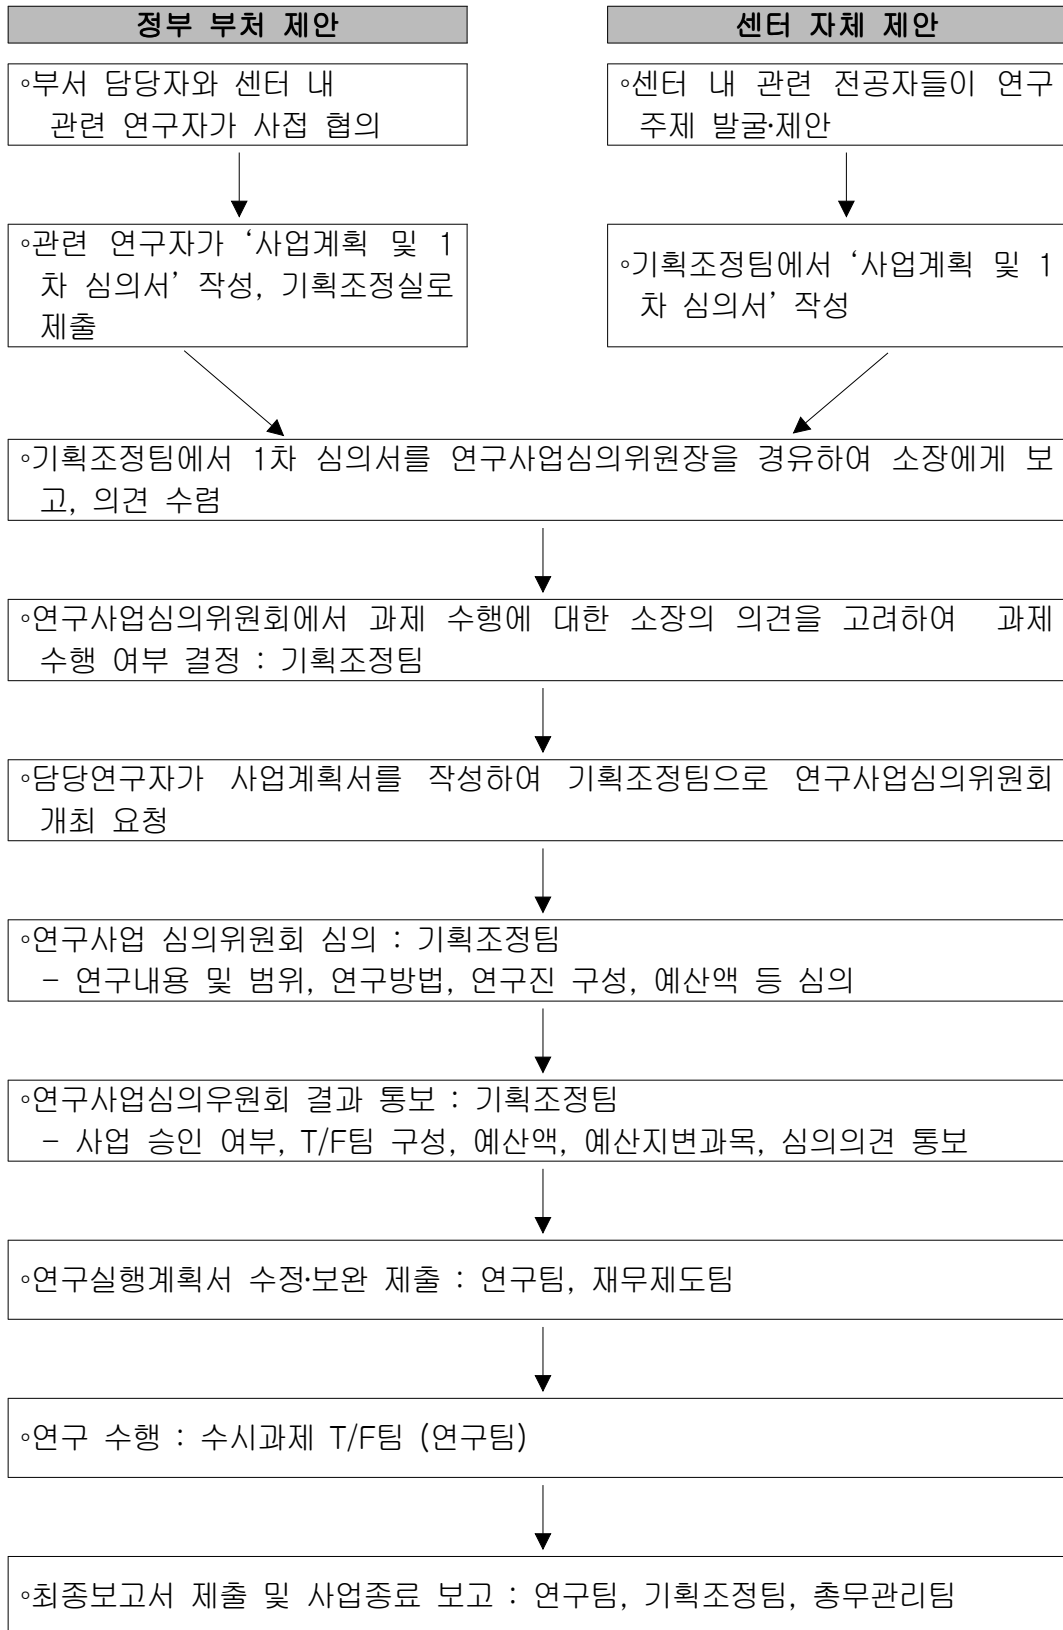 정부 부처 제안
센터 자체 제안
◦부서 담당자와 센터 내
관련 연구자가 사접 협의
◦센터 내 관련 전공자들이 연구
주제 발굴·제안
◦관련 연구자가 ‘사업계획 및 1
차 심의서’ 작성, 기획조정실로
제출
◦기획조정팀에서 ‘사업계획 및 1
차 심의서’ 작성
◦기획조정팀에서 1차 심의서를 연구사업심의위원장을 경유하여 소장에게 보
고, 의견 수렴
◦연구사업심의위원회에서 과제 수행에 대한 소장의 의견을 고려하여 과제
수행 여부 결정 : 기획조정팀
◦담당연구자가 사업계획서를 작성하여 기획조정팀으로 연구사업심의위원회
개최 요청
◦연구사업 심의위원회 심의 : 기획조정팀
- 연구내용 및 범위, 연구방법, 연구진 구성, 예산액 등 심의
◦연구사업심의우원회 결과 통보 : 기획조정팀
- 사업 승인 여부, T/F팀 구성, 예산액, 예산지변과목, 심의의견 통보
◦연구실행계획서 수정·보완 제출 : 연구팀, 재무제도팀
◦연구 수행 : 수시과제 T/F팀 (연구팀)
◦최종보고서 제출 및 사업종료 보고 : 연구팀, 기획조정팀, 총무관리팀